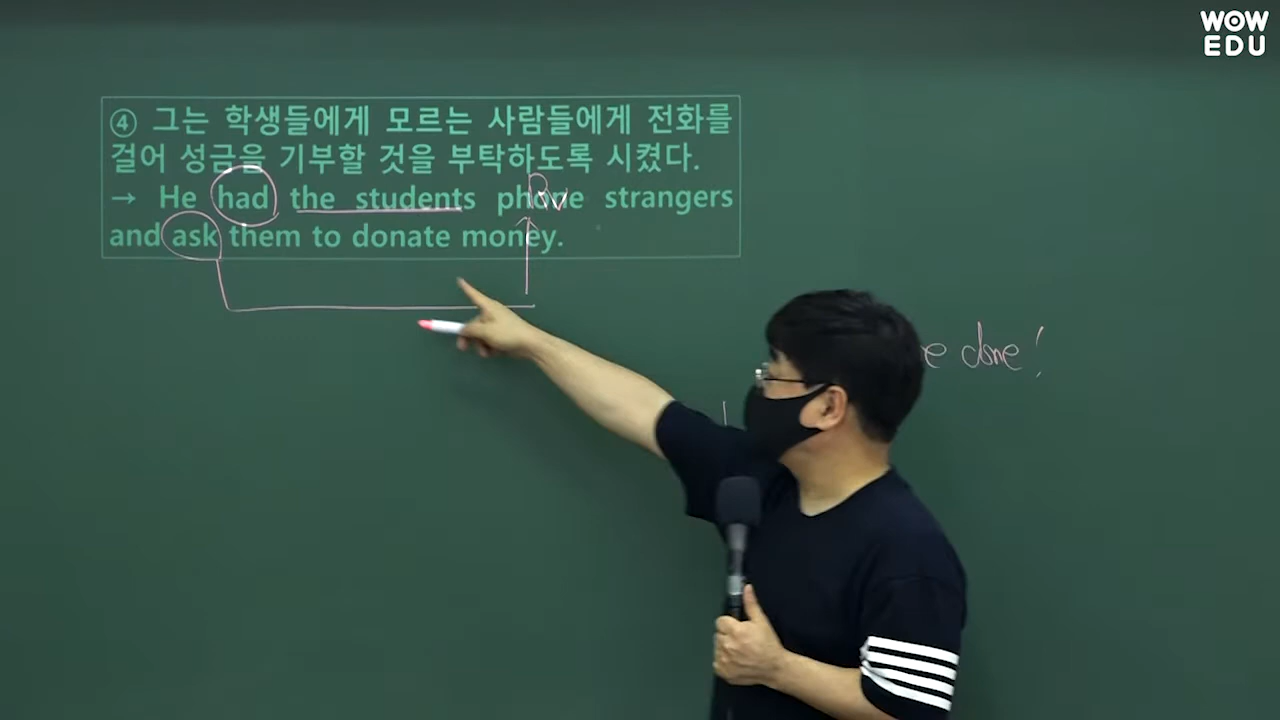 WOW
EDU
④ 그는 학생들에게 모르는 사람들에게 전화를
걸어 성금을 기부할 것을 부탁하도록 시켰다.
→ He had the students phone strangers
and ask them to donate money.
done!